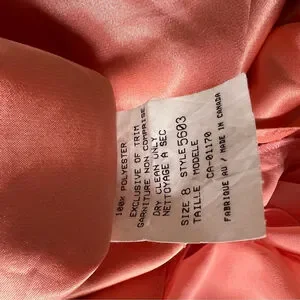 100% POLYESTER
EXCLUSIVE OF TRIM
GARNITURE NON COMPRISE
DRY CLEAN ONLY
NETTOYAGE A SEC
SIZE 8 STYLE 5603
TAILLE MODELE
CA-01170
FABRIQUE AU / MADE IN CANADA